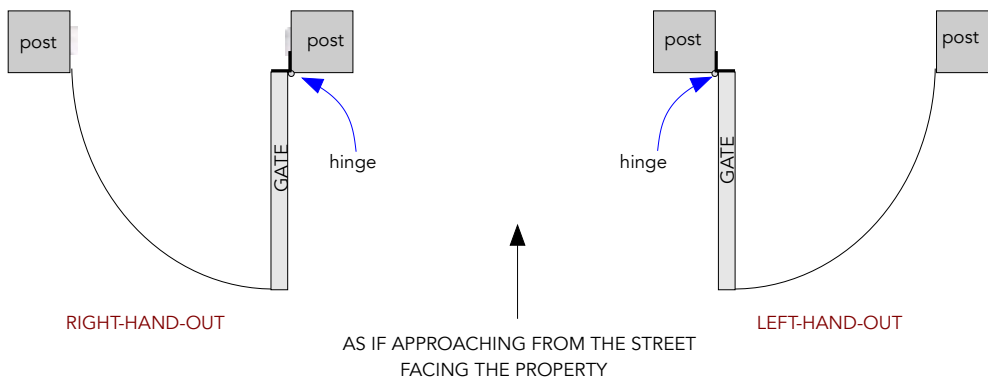 post
post
post
post
GATE
hinge
hinge
GATE
RIGHT-HAND-OUT
LEFT-HAND-OUT
AS IF APPROACHING FROM THE STREET
FACING THE PROPERTY